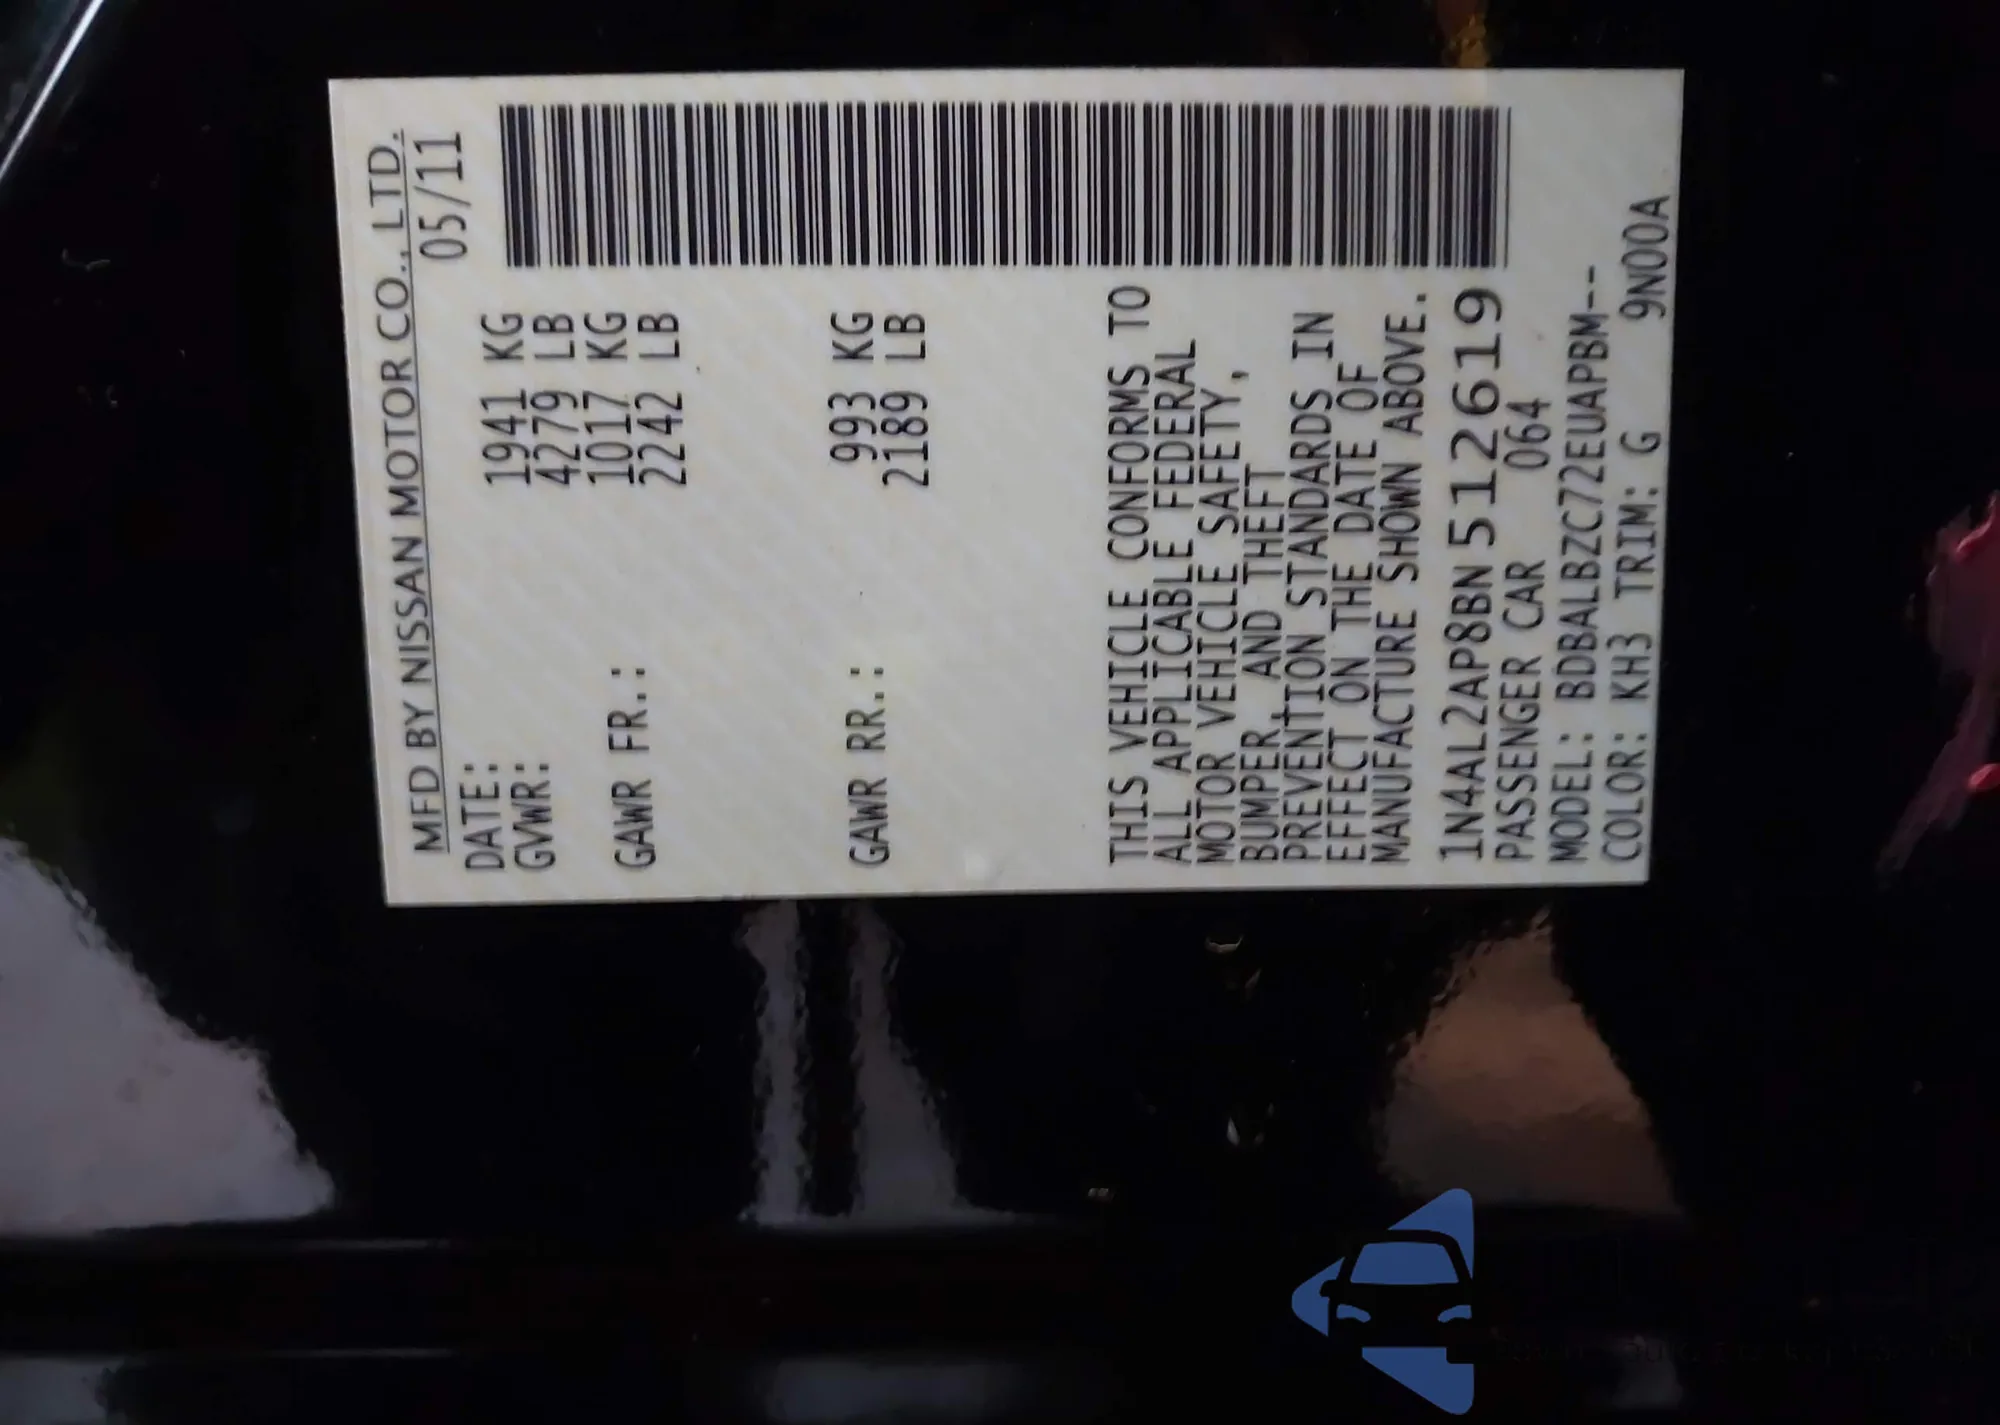 MFD BY NISSAN MOTOR CO., LTD.
DATE: 05/11
GVWR: 1941 KG
4279 LB
GAWR FR.: 1017 KG
2242 LB
GAWR RR.: 993 KG
2189 LB
THIS VEHICLE CONFORMS TO
ALL APPLICABLE FEDERAL
MOTOR VEHICLE SAFETY,
BUMPER, AND THEFT
PREVENTION STANDARDS IN
EFFECT ON THE DATE OF
MANUFACTURE SHOWN ABOVE.
1N4AL2AP8BN512619
PASSENGER CAR 064
MODEL: BDBALBZC72EUAPBM--
COLOR: KH3 TRIM: G 9N00A